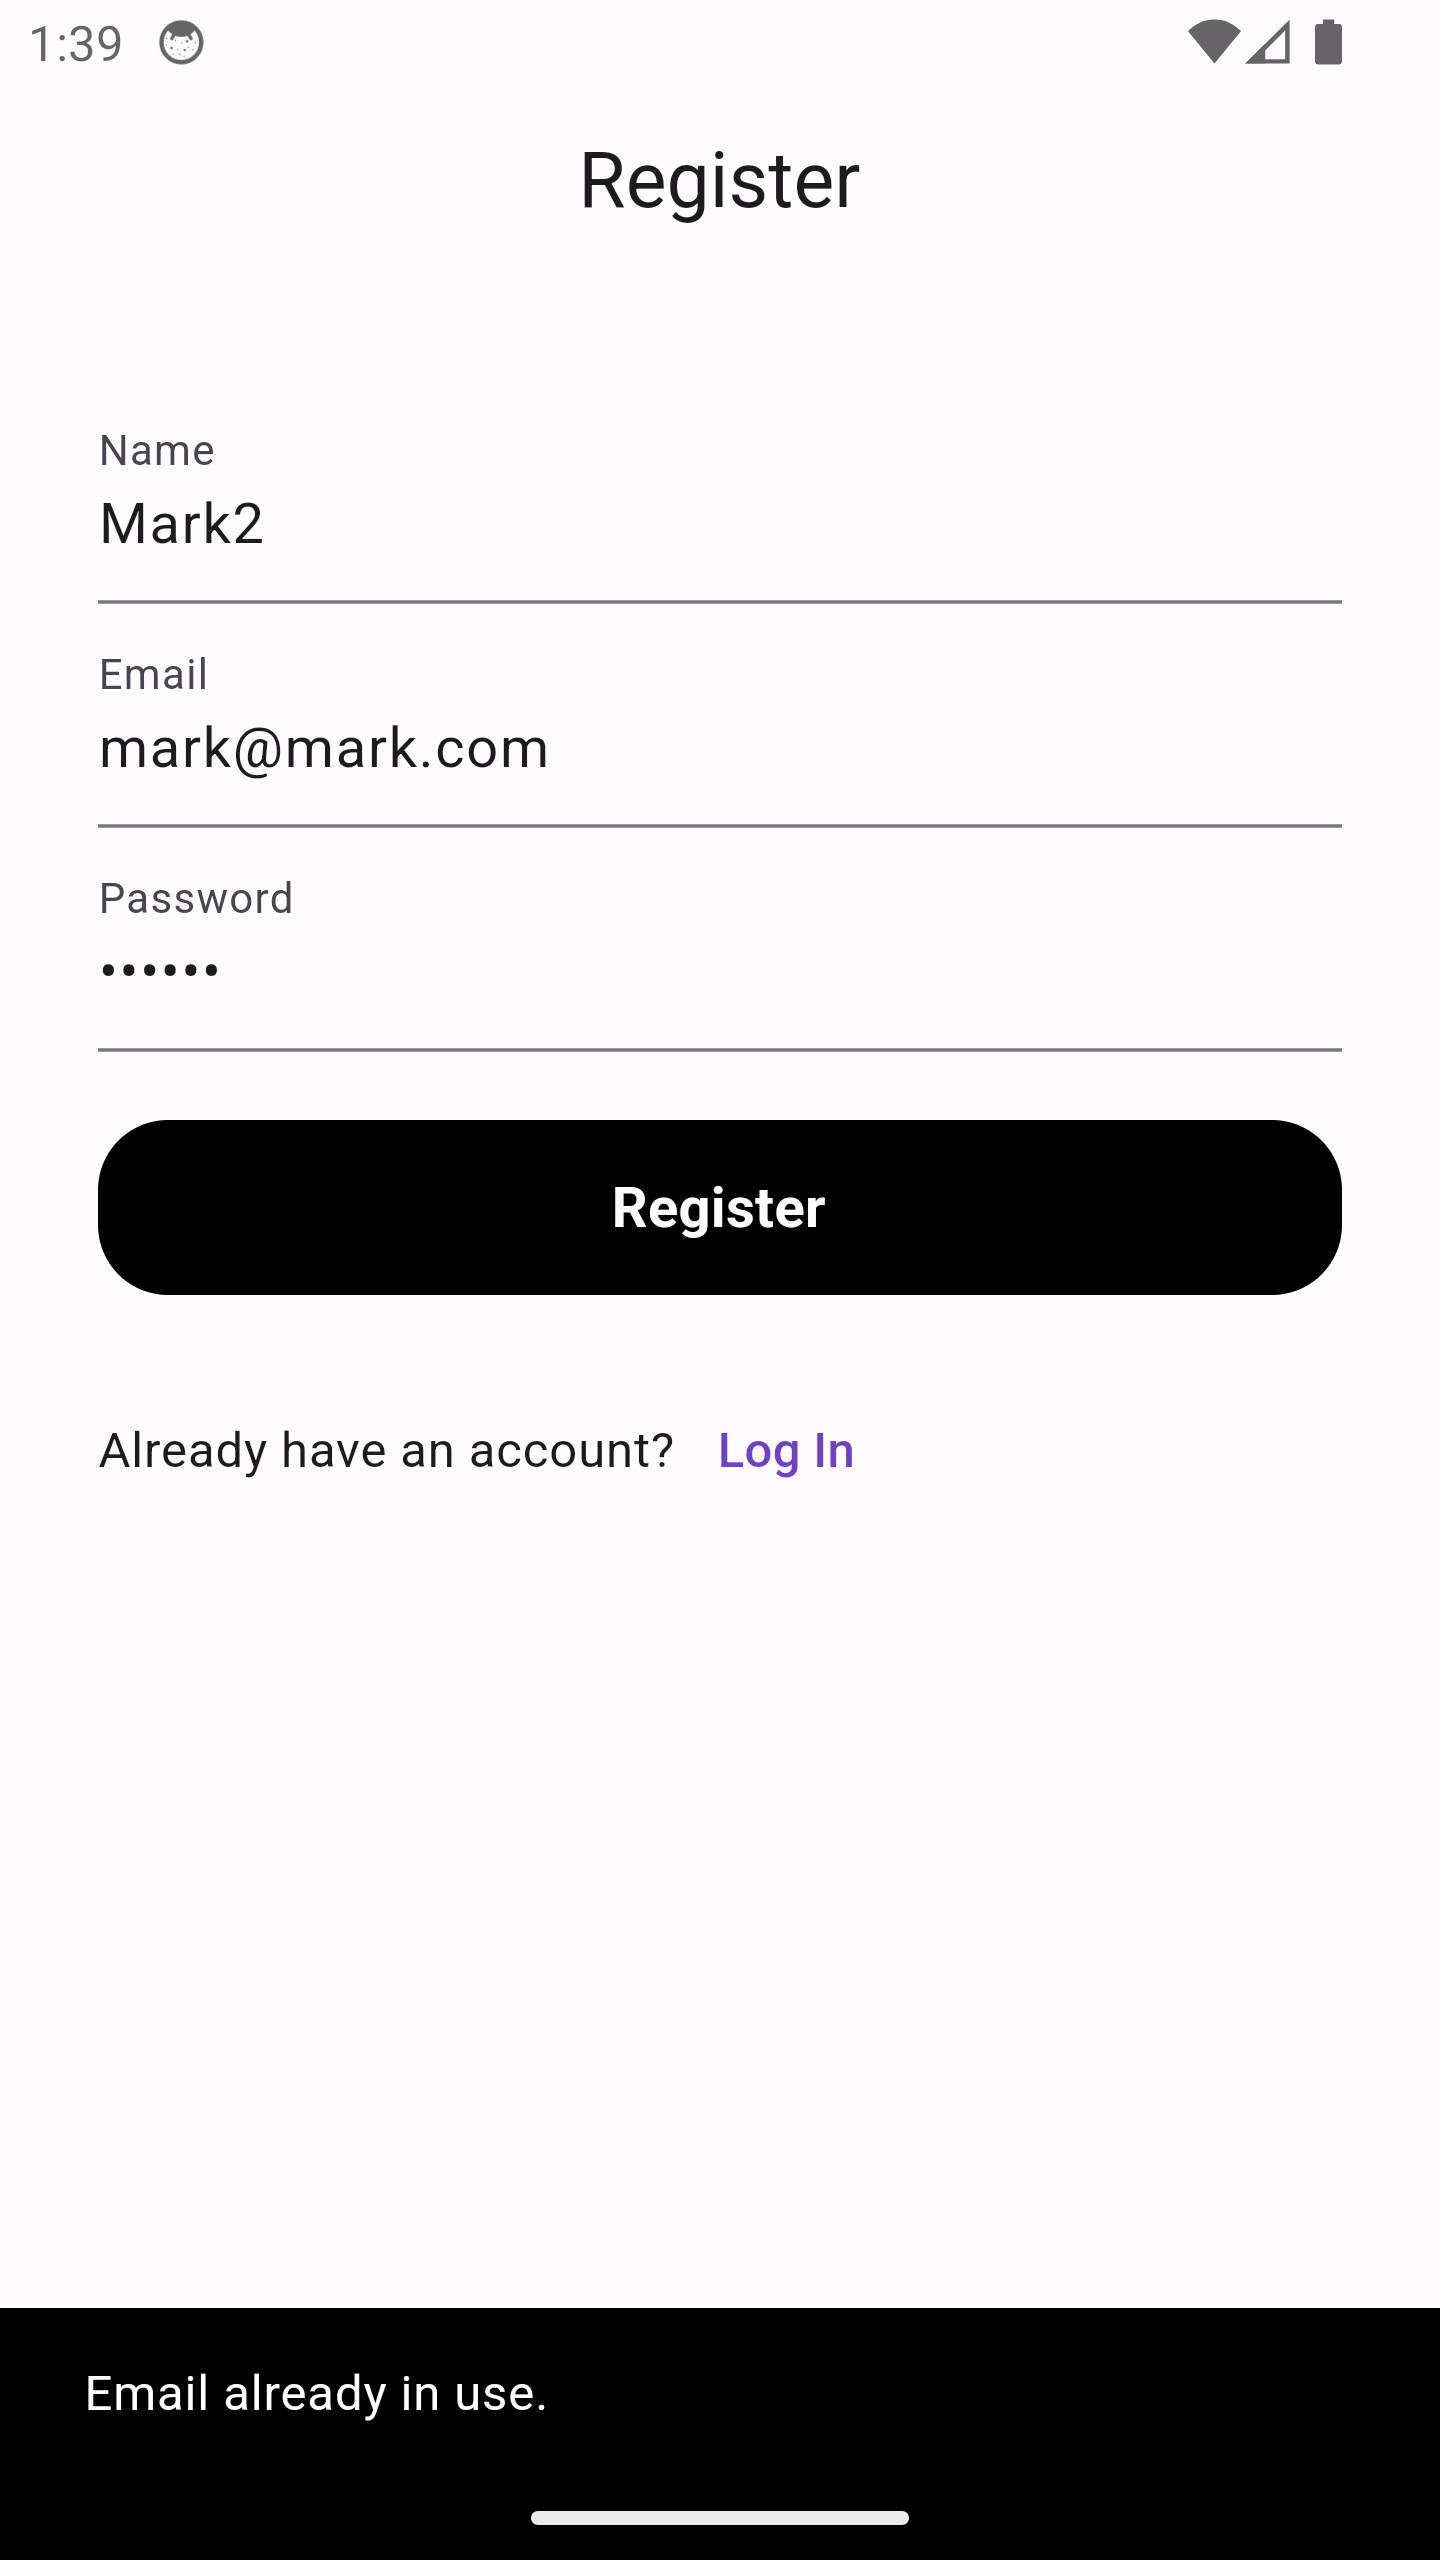 1:39
Register
Name
Mark2
Email
mark@mark.com
Password
••••••
Register
Already have an account? Log In
Email already in use.